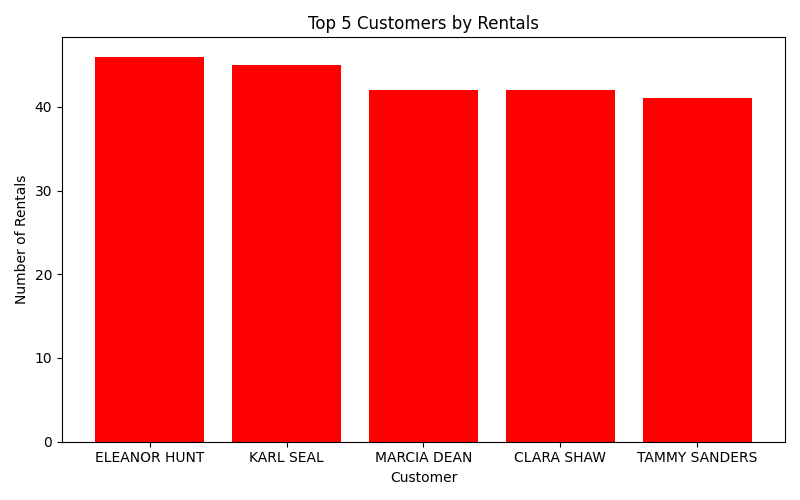 Top 5 Customers by Rentals
Number of Rentals
40
30
20
10
0
ELEANOR HUNT KARL SEAL MARCIA DEAN CLARA SHAW TAMMY SANDERS
Customer